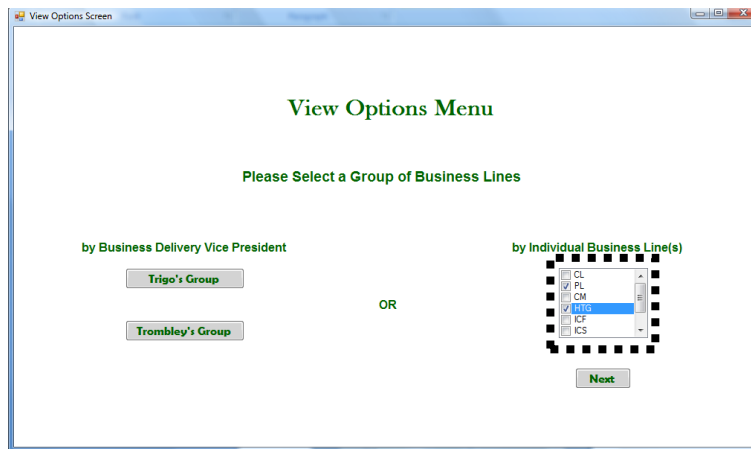 View Options Screen
View Options Menu
Please Select a Group of Business Lines
by Business Delivery Vice President
Trigo's Group
Trombley's Group
OR
by Individual Business Line(s)
CL
PL
CM
HTG
ICF
ICS
Next